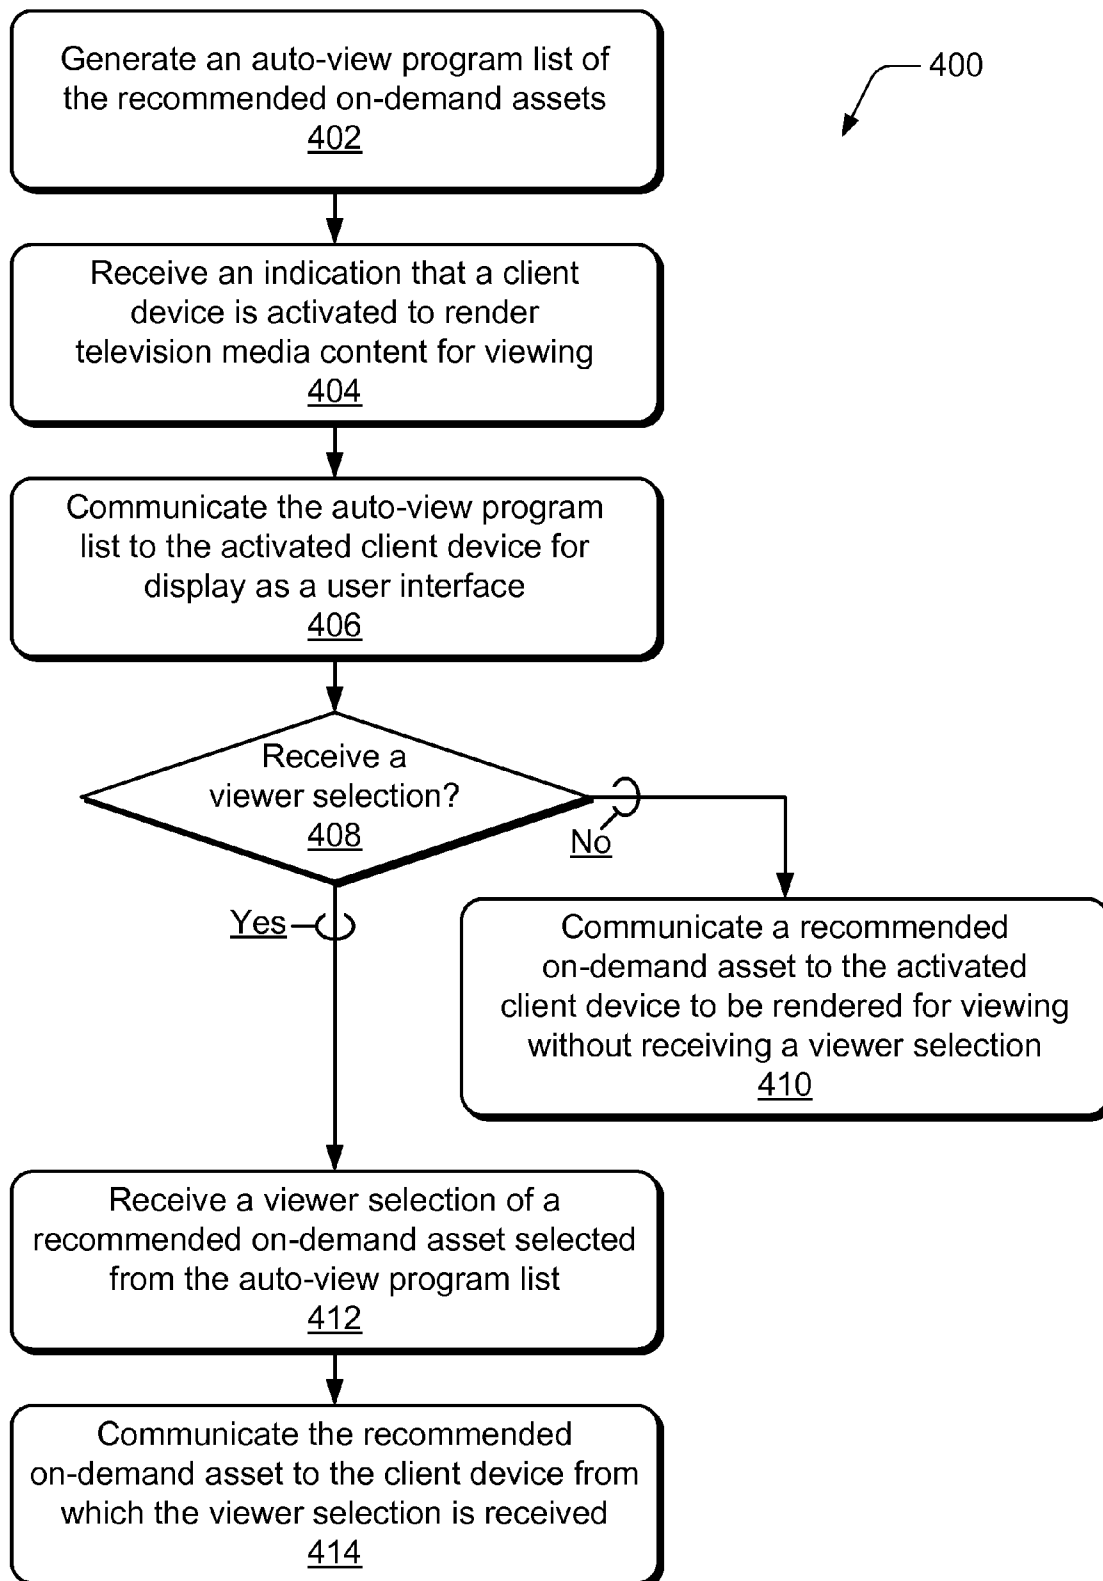 Generate an auto-view program list of
the recommended on-demand assets
402
400
Receive an indication that a client
device is activated to render
television media content for viewing
404
Communicate the auto-view program
list to the activated client device for
display as a user interface
406
Receive a
viewer selection?
408
No
Yes
Communicate a recommended
on-demand asset to the activated
client device to be rendered for viewing
without receiving a viewer selection
410
Receive a viewer selection of a
recommended on-demand asset selected
from the auto-view program list
412
Communicate the recommended
on-demand asset to the client device from
which the viewer selection is received
414